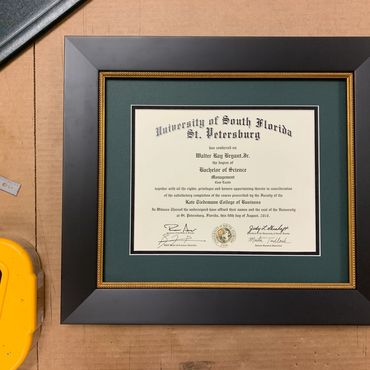 University of South Florida
St. Petersburg
has conferred on
Walter Ray Bryant, Jr.
the degree of
Bachelor of Science
Management
Cum Laude
together with all the rights, privileges and honors appertaining thereto in consideration
of the satisfactory completion of the course prescribed by the Faculty of the
Kate Tiedemann College of Business
In Witness Thereof the undersigned have affixed their names and the seal of the University
at St. Petersburg, Florida, this day of August, 2018.